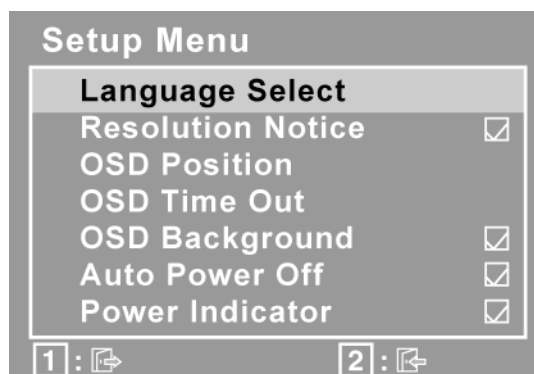 Setup Menu
Language Select
Resolution Notice
OSD Position
OSD Time Out
OSD Background
Auto Power Off
Power Indicator
1 : 2 :